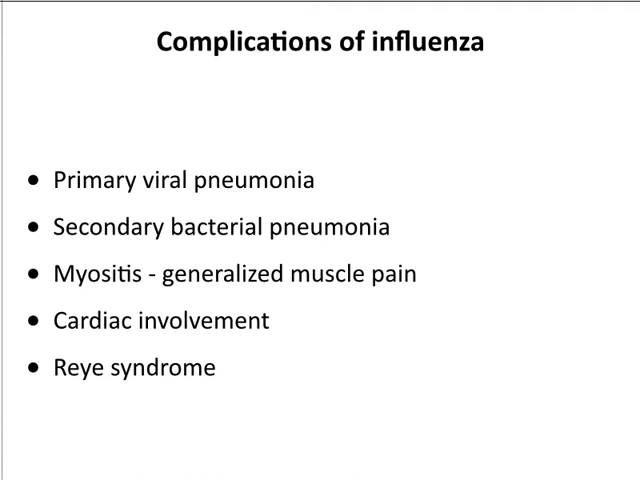 Complications of influenza
• Primary viral pneumonia
• Secondary bacterial pneumonia
• Myositis - generalized muscle pain
• Cardiac involvement
• Reye syndrome